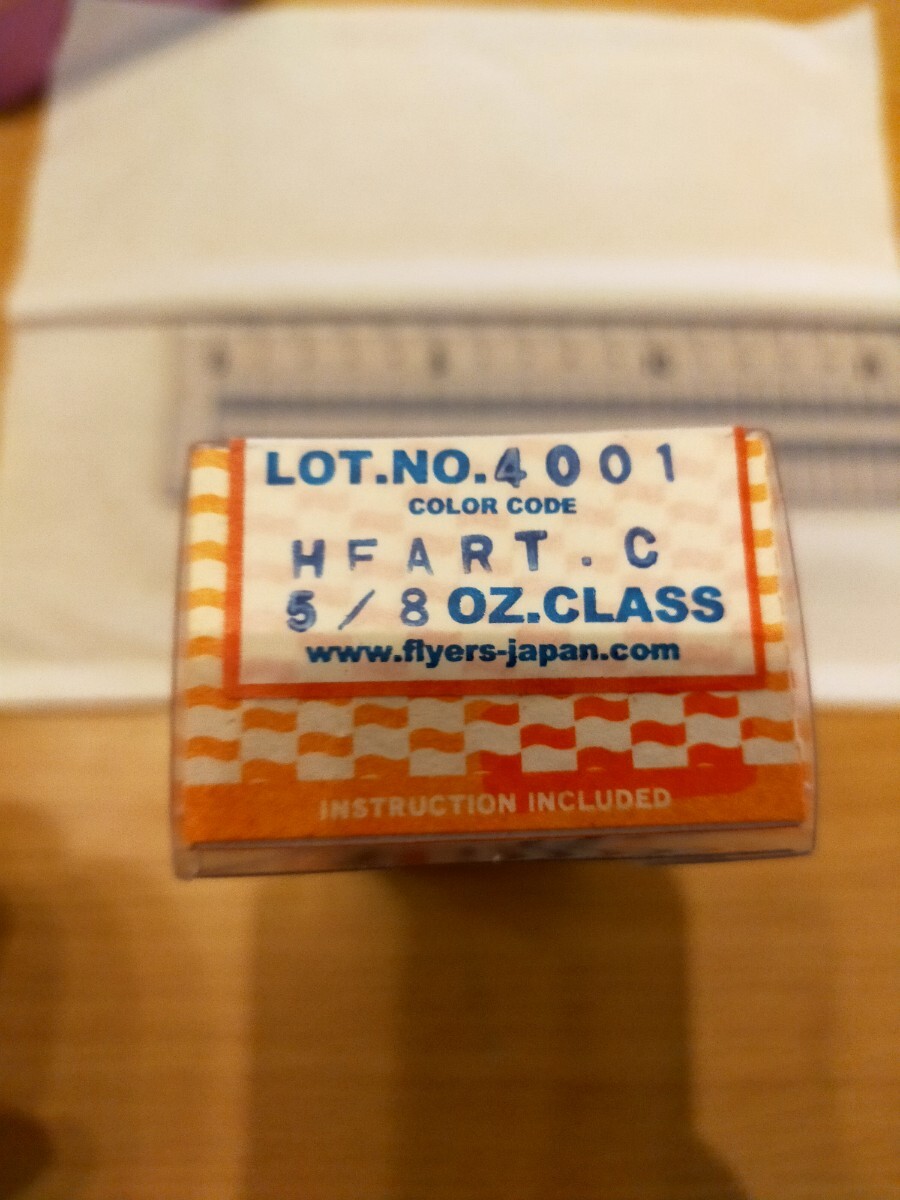 LOT.NO.4001
COLOR CODE
HEART.C
5/8 OZ.CLASS
www.flyers-japan.com
INSTRUCTION INCLUDED